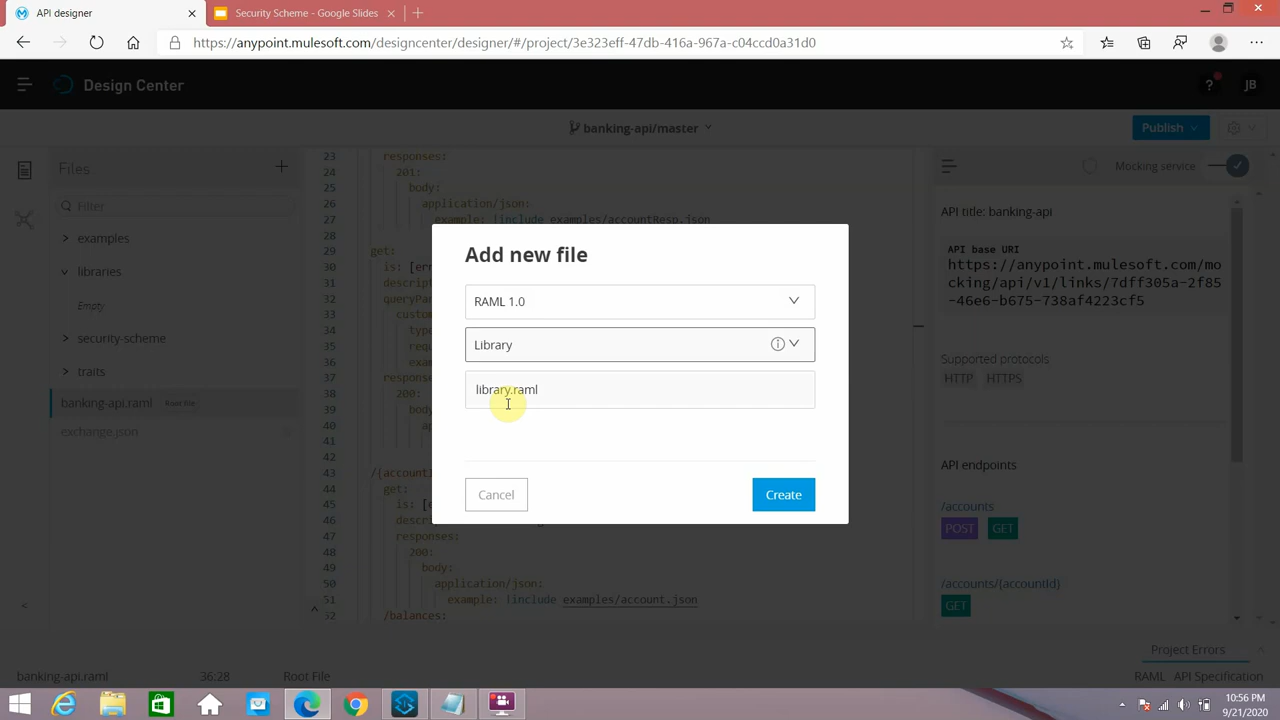 API designer
Security Scheme - Google Slides
https://anypoint.mulesoft.com/designcenter/designer/#/project/3e323eff-47db-416a-967a-c04ccd0a31d0
Design Center
?
JB
banking-api/master
Publish
Files
Filter
examples
libraries
Empty
security-scheme
traits
banking-api.raml Root file
exchange.json
23 responses:
24 201:
25 body:
26 application/json:
27 example: !include examples/accountResp.json
28
29 get:
30 is: [
31
32
33
34
35
36
37
38 200:
39
40
41
42
43
44 get:
45
46
47 responses:
48 200:
49 body:
50 application/json:
51 example: !include examples/account.json
/balances:
Add new file
RAML 1.0
Library
library.raml
Cancel
Create
Mocking service
API title: banking-api
API base URI
https://anypoint.mulesoft.com/mo
cking/api/v1/links/7dff305a-2f85
-46e6-b675-738af4223cf5
Supported protocols
HTTP HTTPS
API endpoints
/accounts
POST GET
/accounts/{accountId}
GET
Project Errors
banking-api.raml 36:28 Root File
RAML API Specification
10:56 PM
9/21/2020